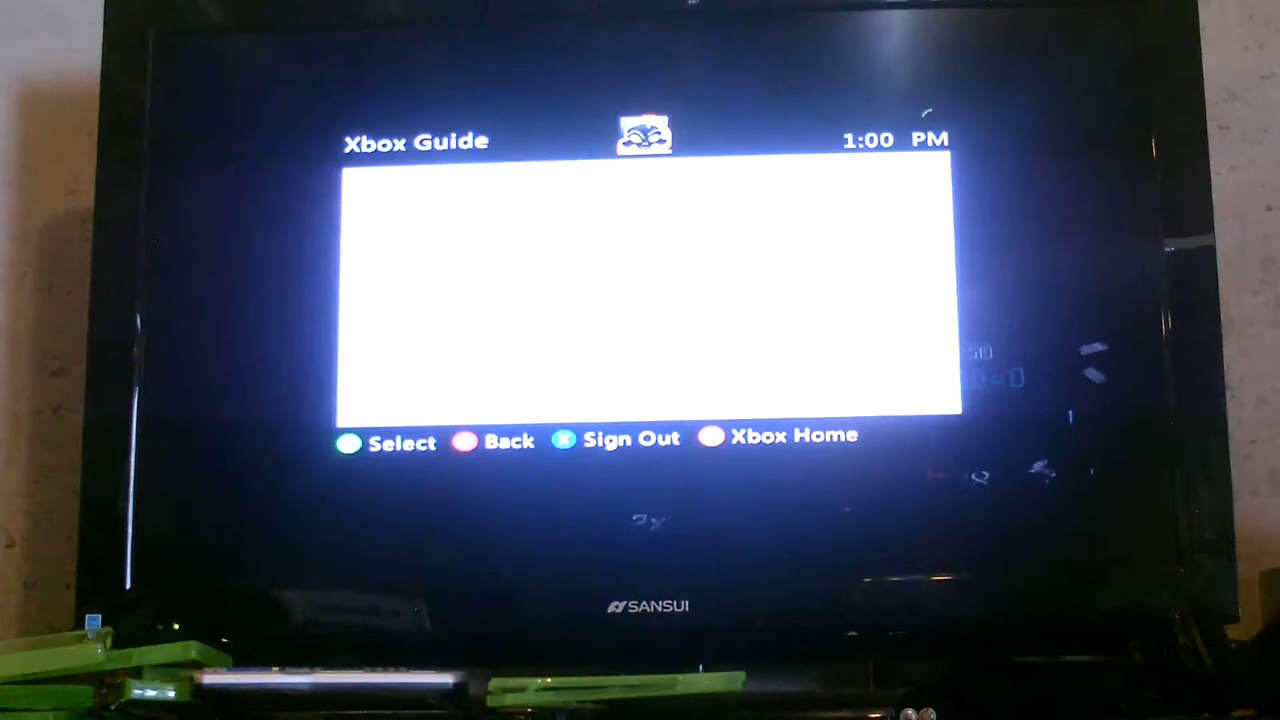 Xbox Guide
1:00 PM
Select
Back
X Sign Out
Xbox Home
SANSUI